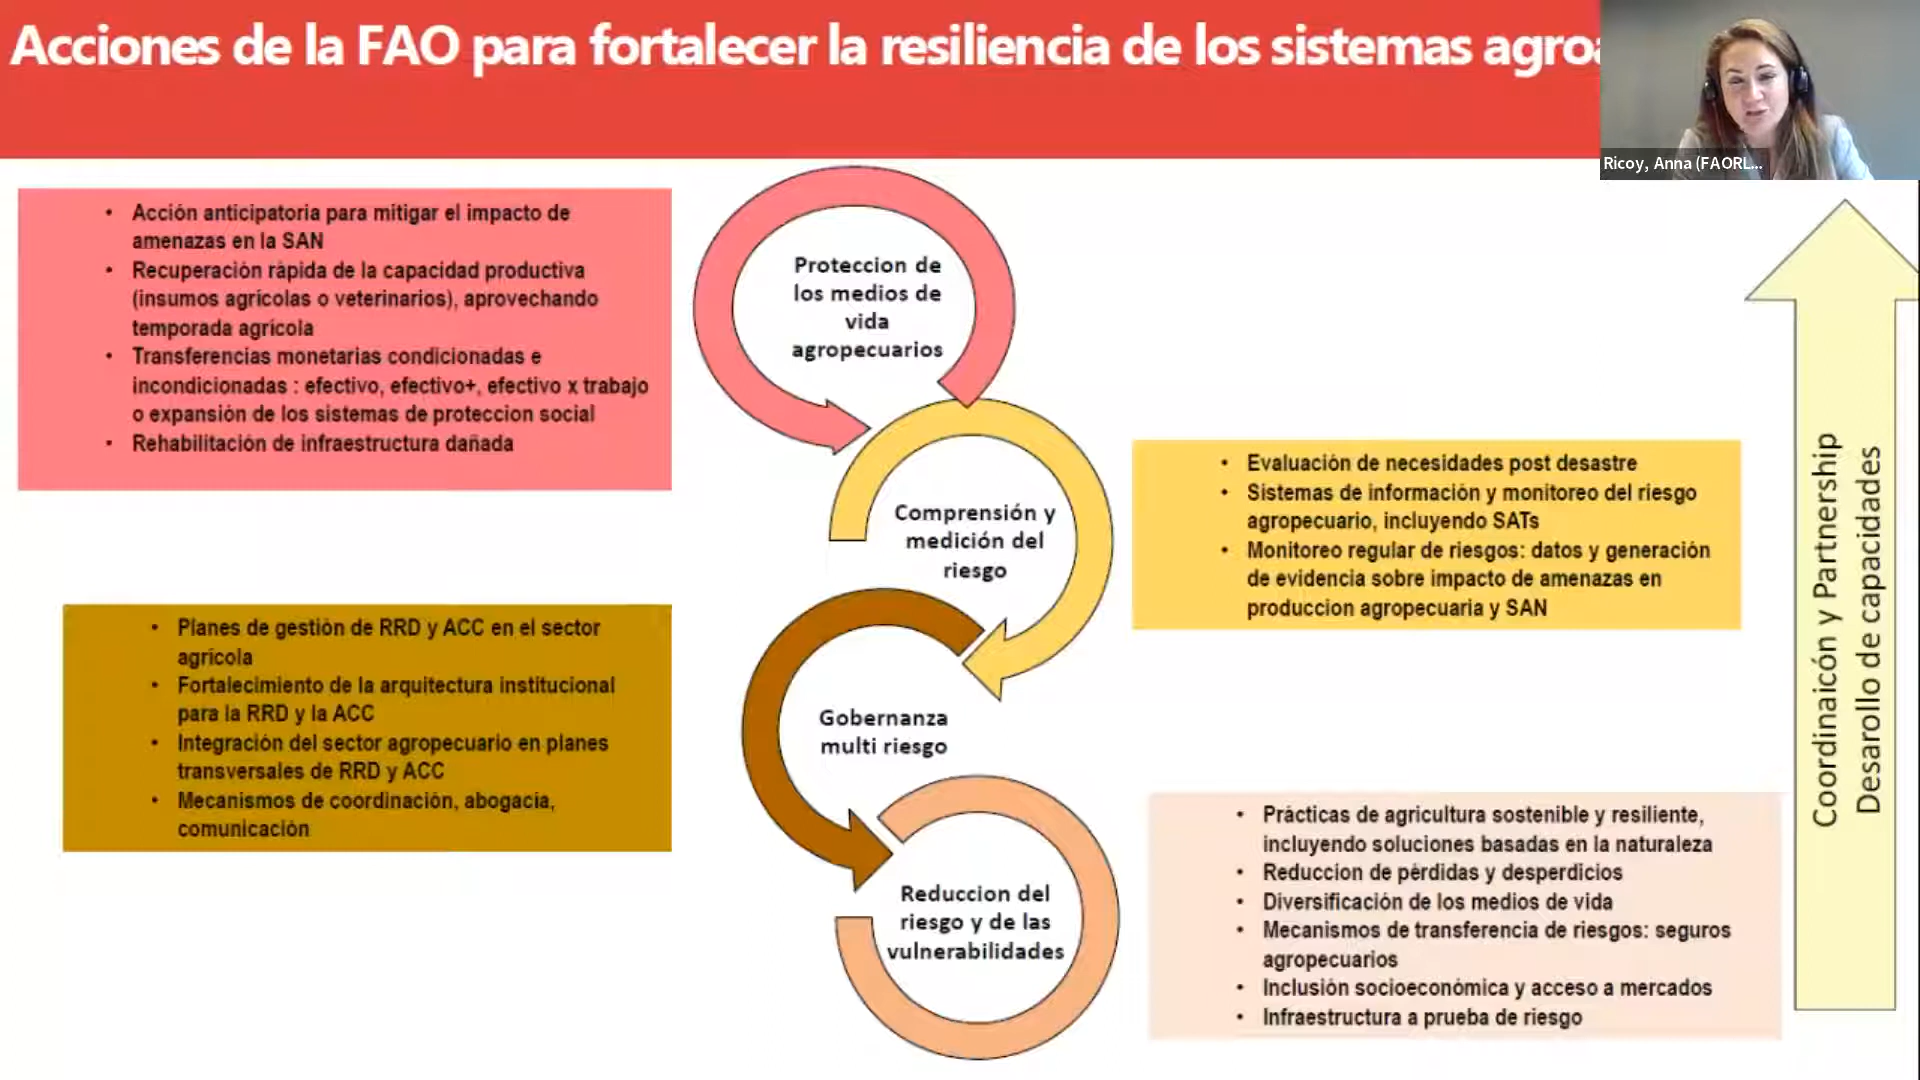 Acciones de la FAO para fortalecer la resiliencia de los sistemas agroa
Ricoy, Anna (FAORL...
• Acción anticipatoria para mitigar el impacto de
amenazas en la SAN
• Recuperación rápida de la capacidad productiva
(insumos agrícolas o veterinarios), aprovechando
temporada agrícola
• Transferencias monetarias condicionadas e
incondicionadas : efectivo, efectivo+, efectivo x trabajo
o expansión de los sistemas de proteccion social
• Rehabilitación de infraestructura dañada
Proteccion de
los medios de
vida
agropecuarios
Comprensión y
medición del
riesgo
• Evaluación de necesidades post desastre
• Sistemas de información y monitoreo del riesgo
agropecuario, incluyendo SATs
• Monitoreo regular de riesgos: datos y generación
de evidencia sobre impacto de amenazas en
produccion agropecuaria y SAN
• Planes de gestión de RRD y ACC en el sector
agrícola
• Fortalecimiento de la arquitectura institucional
para la RRD y la ACC
• Integración del sector agropecuario en planes
transversales de RRD y ACC
• Mecanismos de coordinación, abogacía,
comunicación
Gobernanza
multi riesgo
Reduccion del
riesgo y de las
vulnerabilidades
• Prácticas de agricultura sostenible y resiliente,
incluyendo soluciones basadas en la naturaleza
• Reduccion de pérdidas y desperdicios
• Diversificación de los medios de vida
• Mecanismos de transferencia de riesgos: seguros
agropecuarios
• Inclusión socioeconómica y acceso a mercados
• Infraestructura a prueba de riesgo
Coordinaicón y Partnership
Desarollo de capacidades